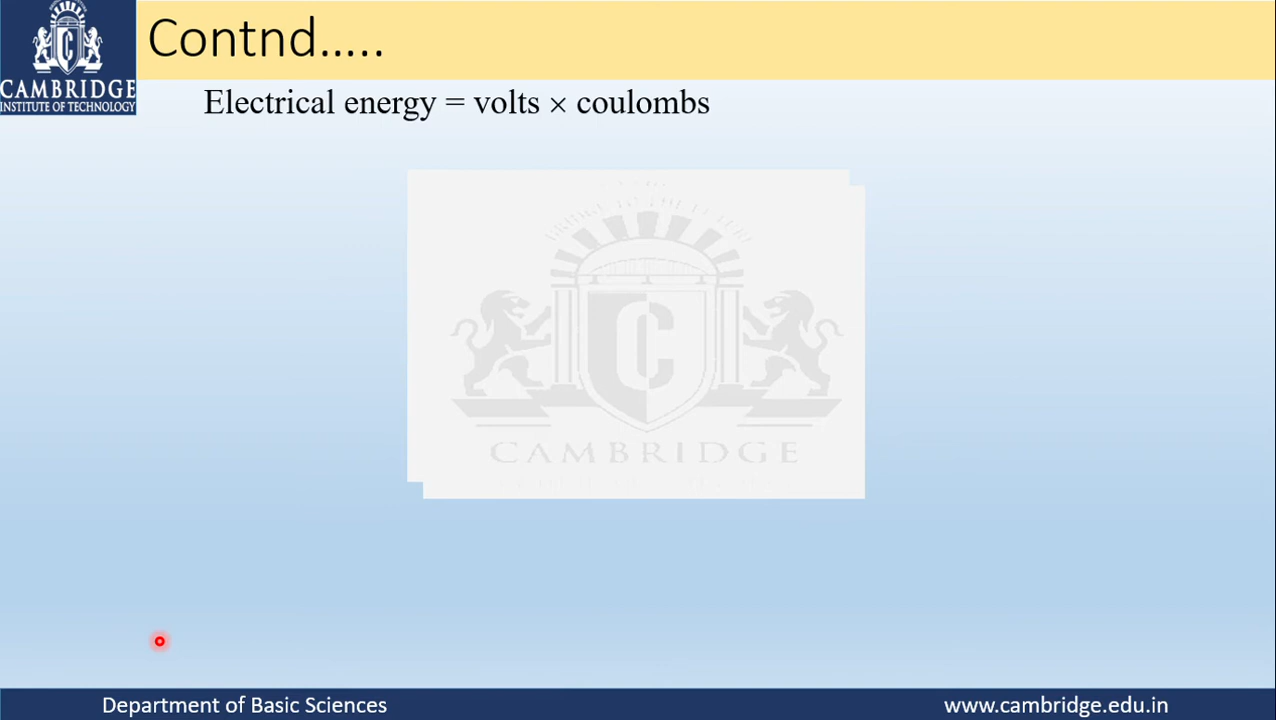 Contnd.....
CAMBRIDGE
INSTITUTE OF TECHNOLOGY
Electrical energy = volts × coulombs
CAMBRIDGE
Department of Basic Sciences
www.cambridge.edu.in